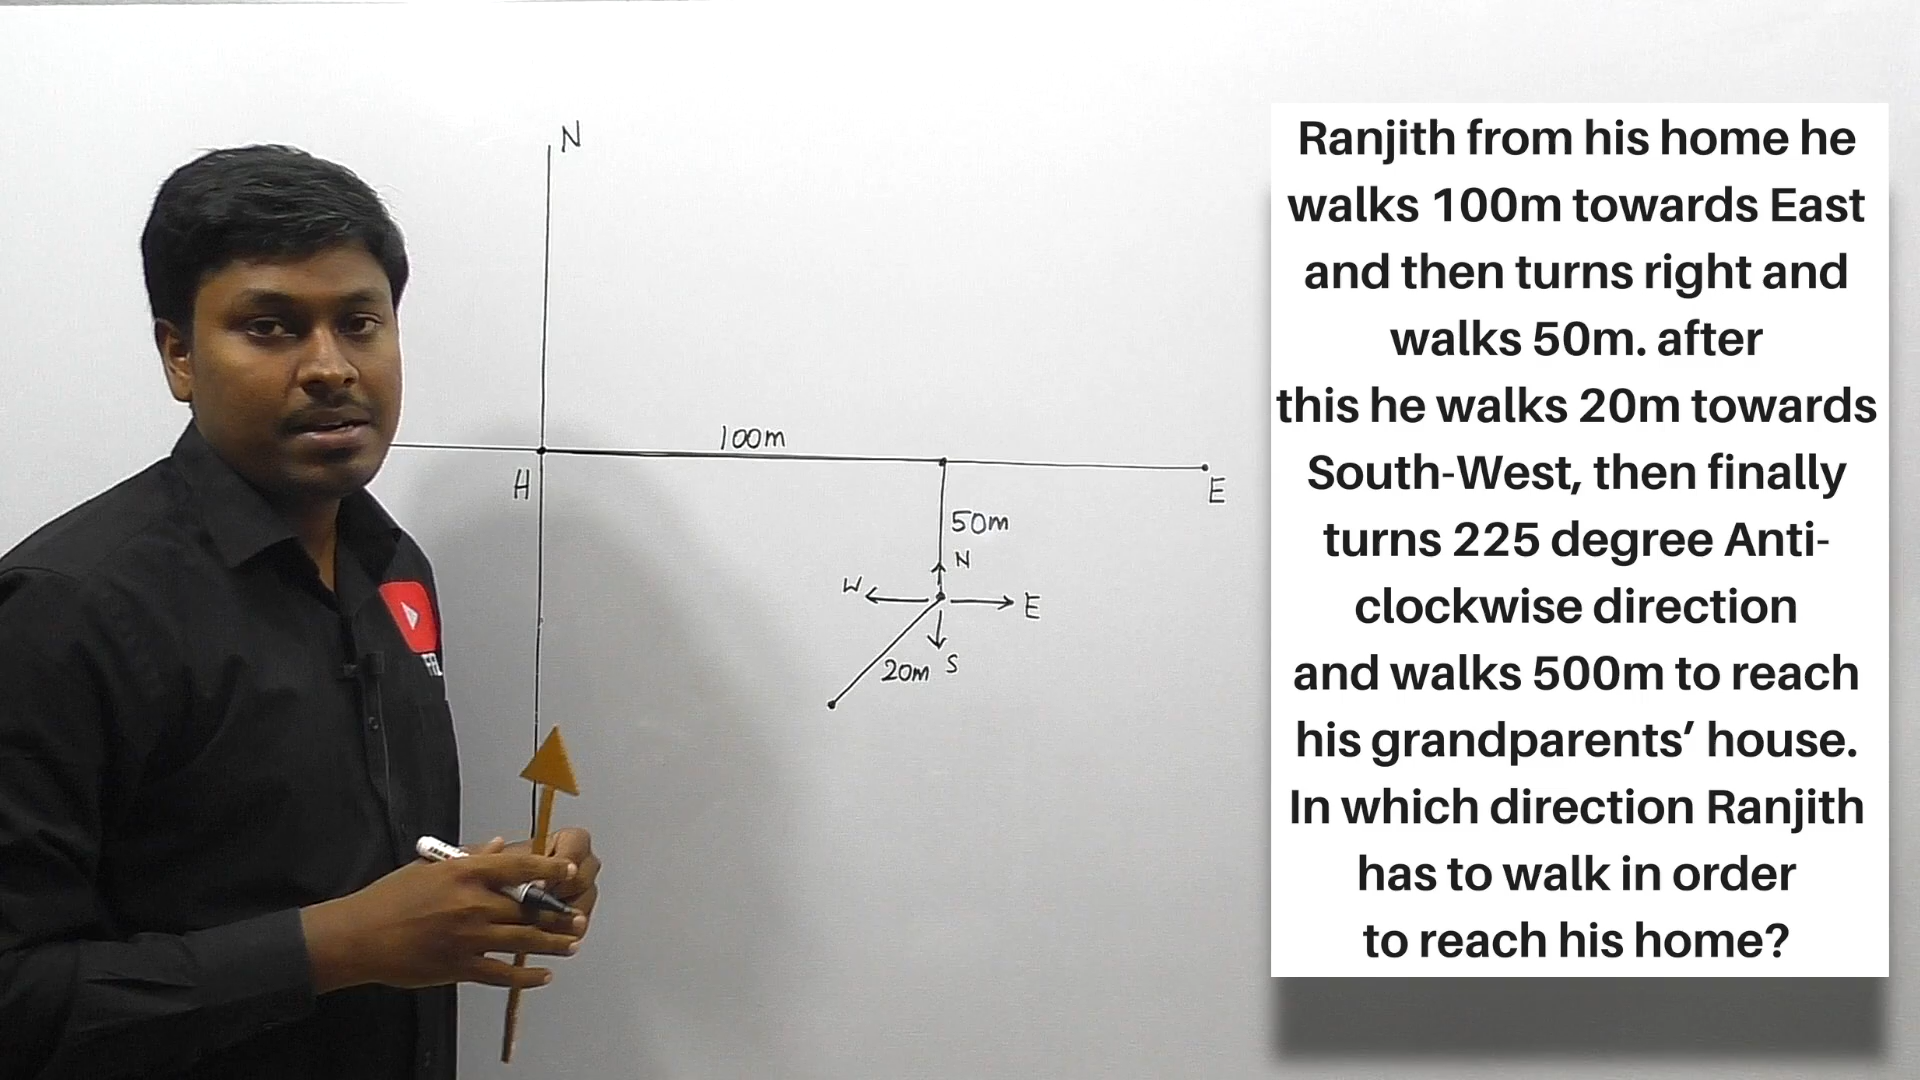 N
100m
H
E
50m
N
W
E
20m
S
Ranjith from his home he
walks 100m towards East
and then turns right and
walks 50m. after
this he walks 20m towards
South-West, then finally
turns 225 degree Anti-
clockwise direction
and walks 500m to reach
his grandparents’ house.
In which direction Ranjith
has to walk in order
to reach his home?